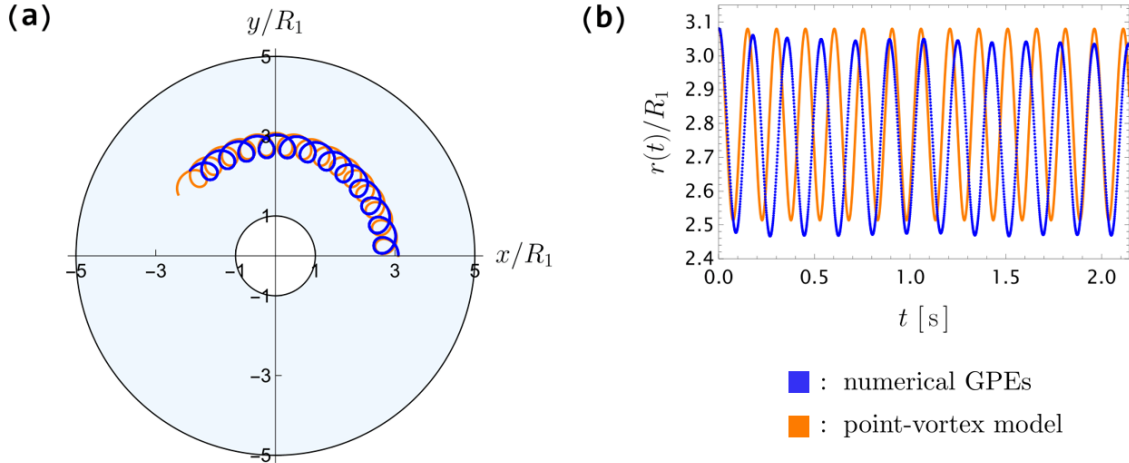 (a)
y/R₁
5
3
1
−5
−3
1
3
5
x/R₁
−1
−3
−5
(b)
r(t)/R₁
3.1
3.0
2.9
2.8
2.7
2.6
2.5
2.4
0.0 0.5 1.0 1.5 2.0
t [s]
: numerical GPEs
: point-vortex model